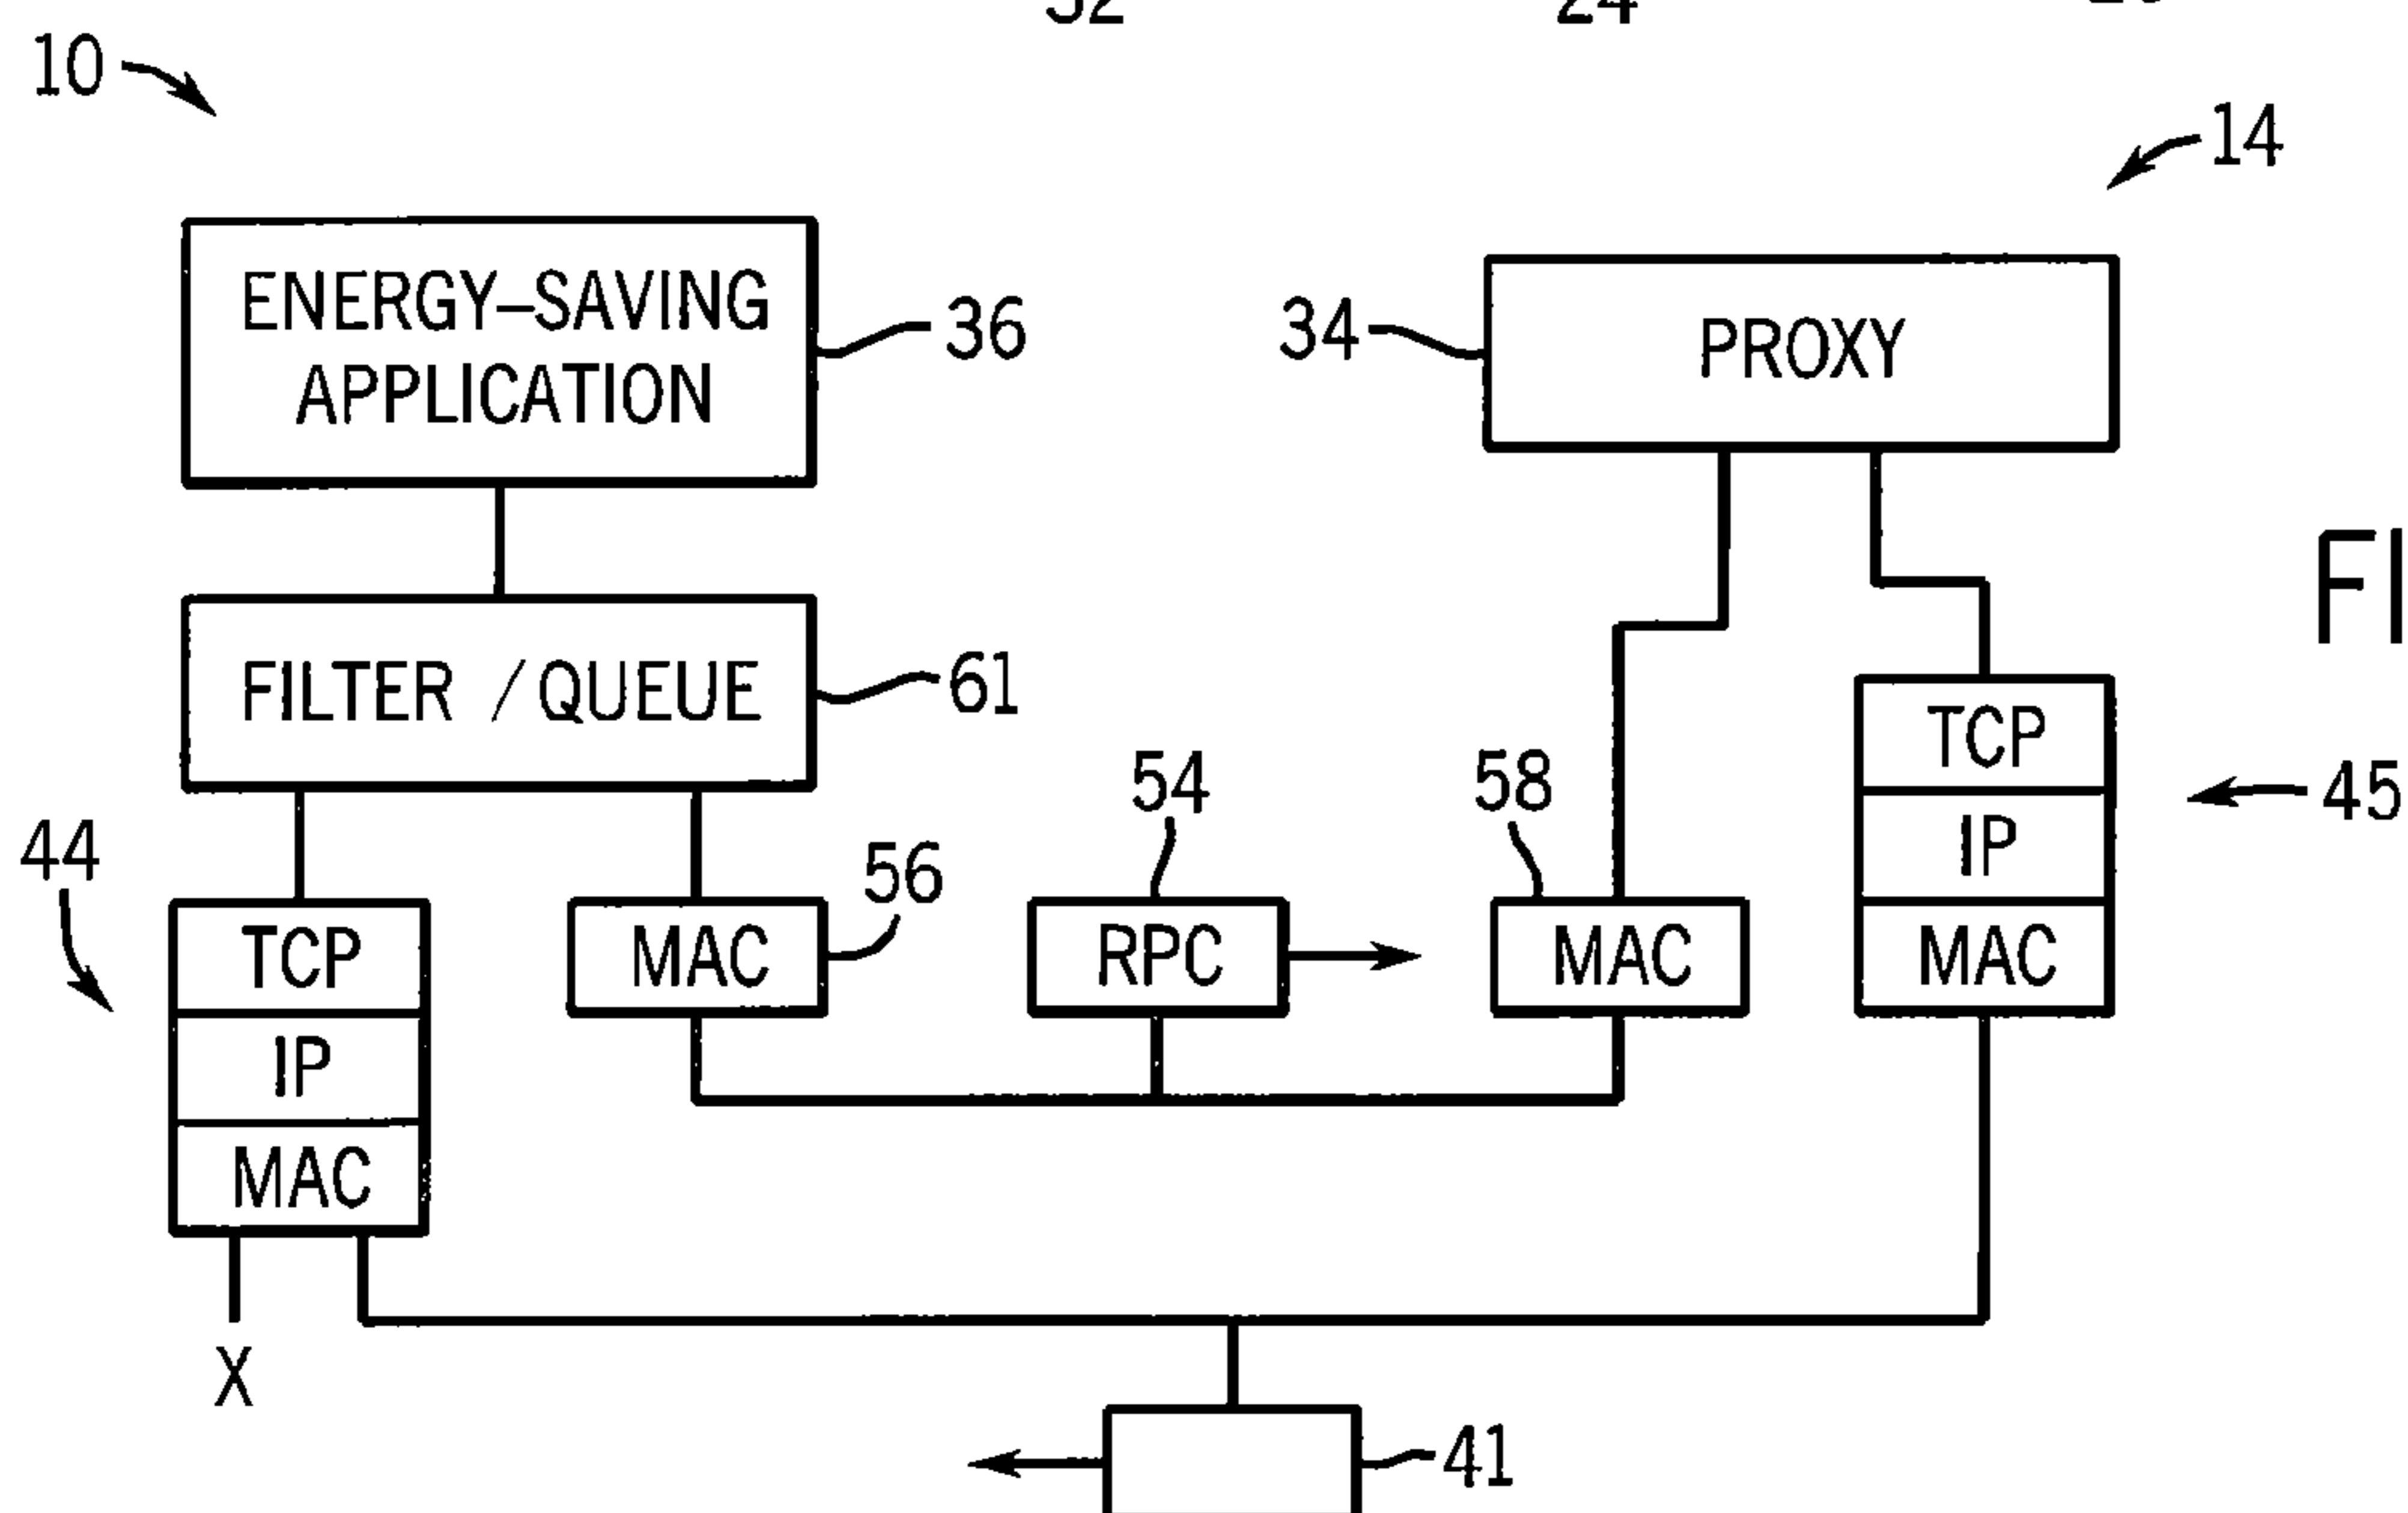 10
14
ENERGY–SAVING
APPLICATION
36
34
PROXY
FILTER / QUEUE
61
54
58
TCP
IP
MAC
45
44
56
TCP
IP
MAC
MAC
RPC
MAC
X
41